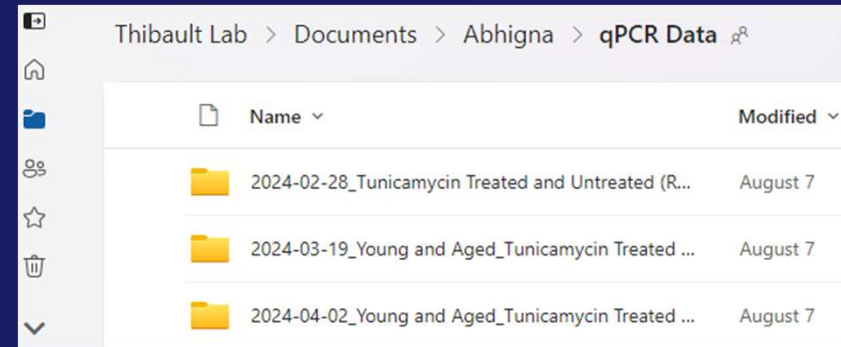 Thibault Lab > Documents > Abhigna > qPCR Data
Name Modified
2024-02-28_Tunicamycin Treated and Untreated (R... August 7
2024-03-19_Young and Aged_Tunicamycin Treated ... August 7
2024-04-02_Young and Aged_Tunicamycin Treated ... August 7